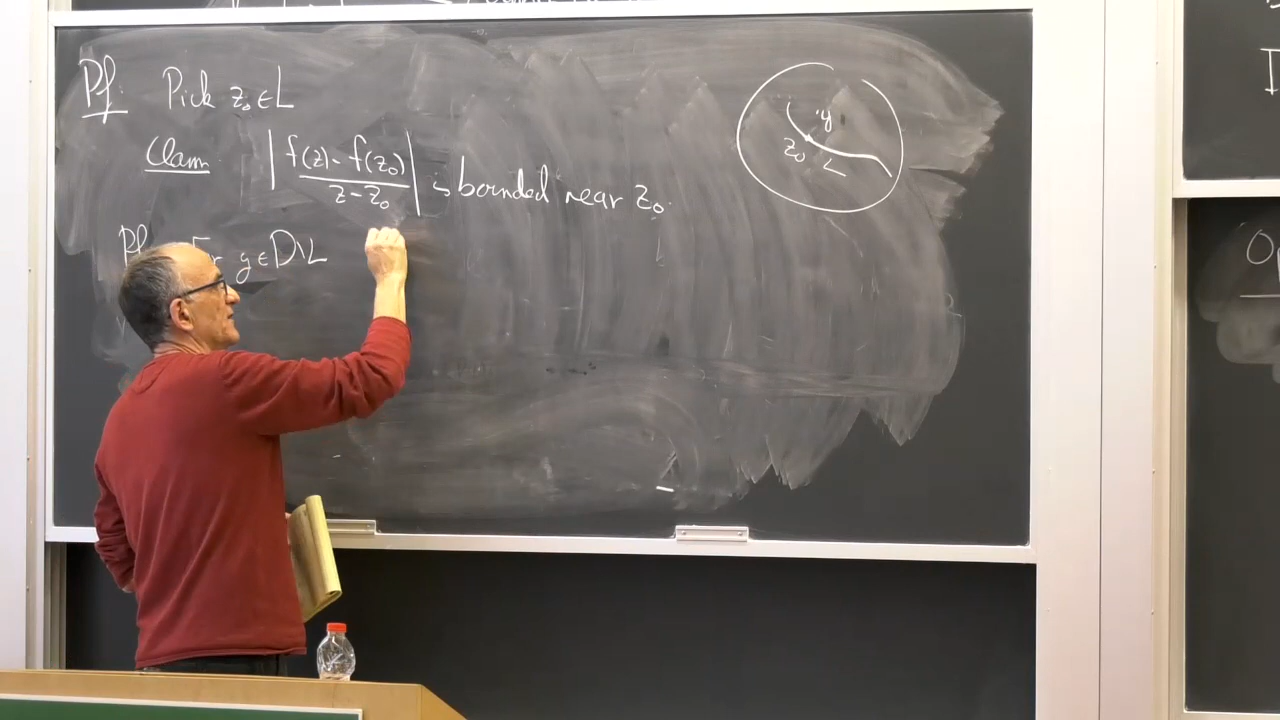 Pf: Pick z₀ ∈ L
Claim: |f(z) - f(z₀) / z - z₀| is bounded near z₀.
Pf. For y ∈ D\L
y
z₀ L